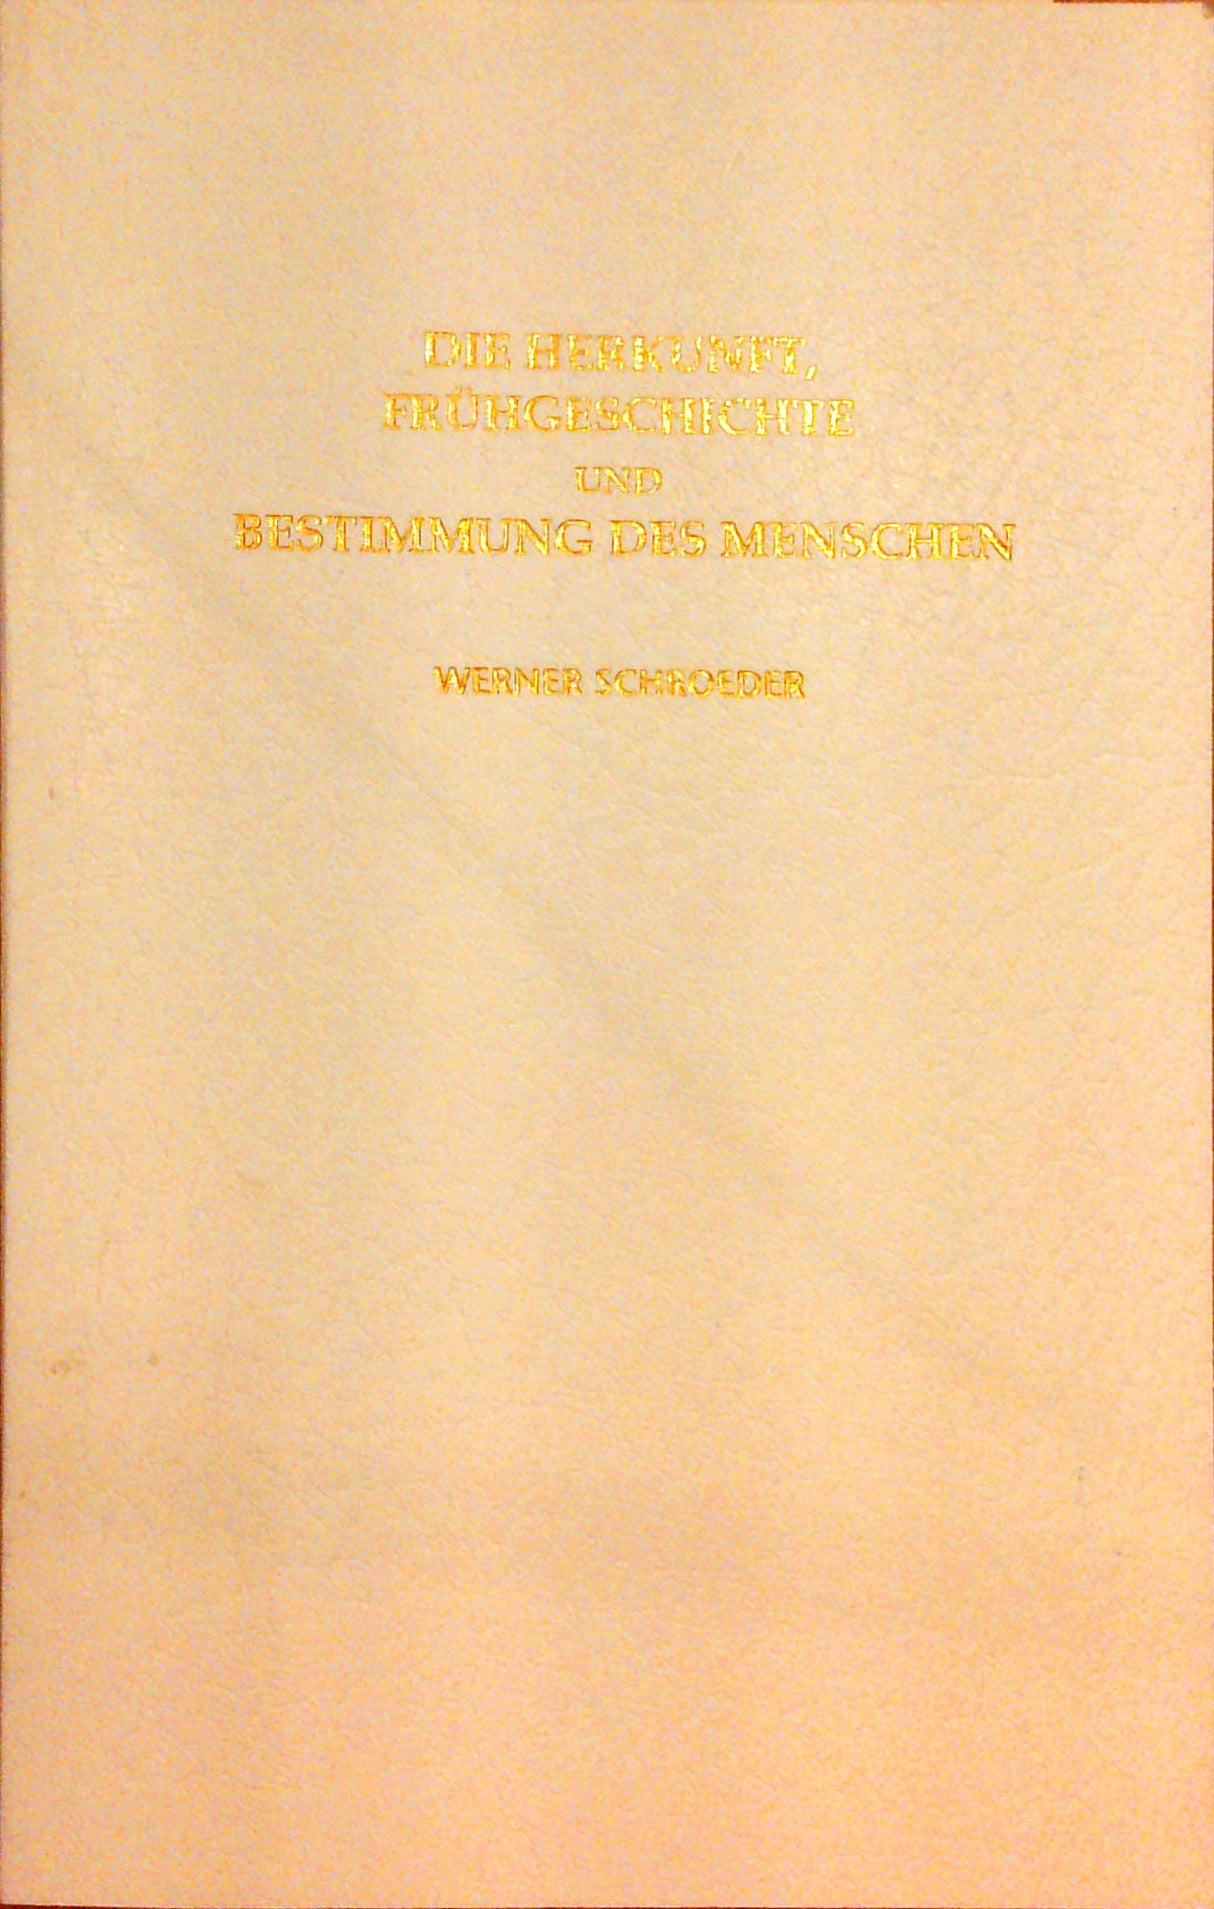 DIE HERKUNFT,
FRÜHGESCHICHTE
UND
BESTIMMUNG DES MENSCHEN
WERNER SCHROEDER